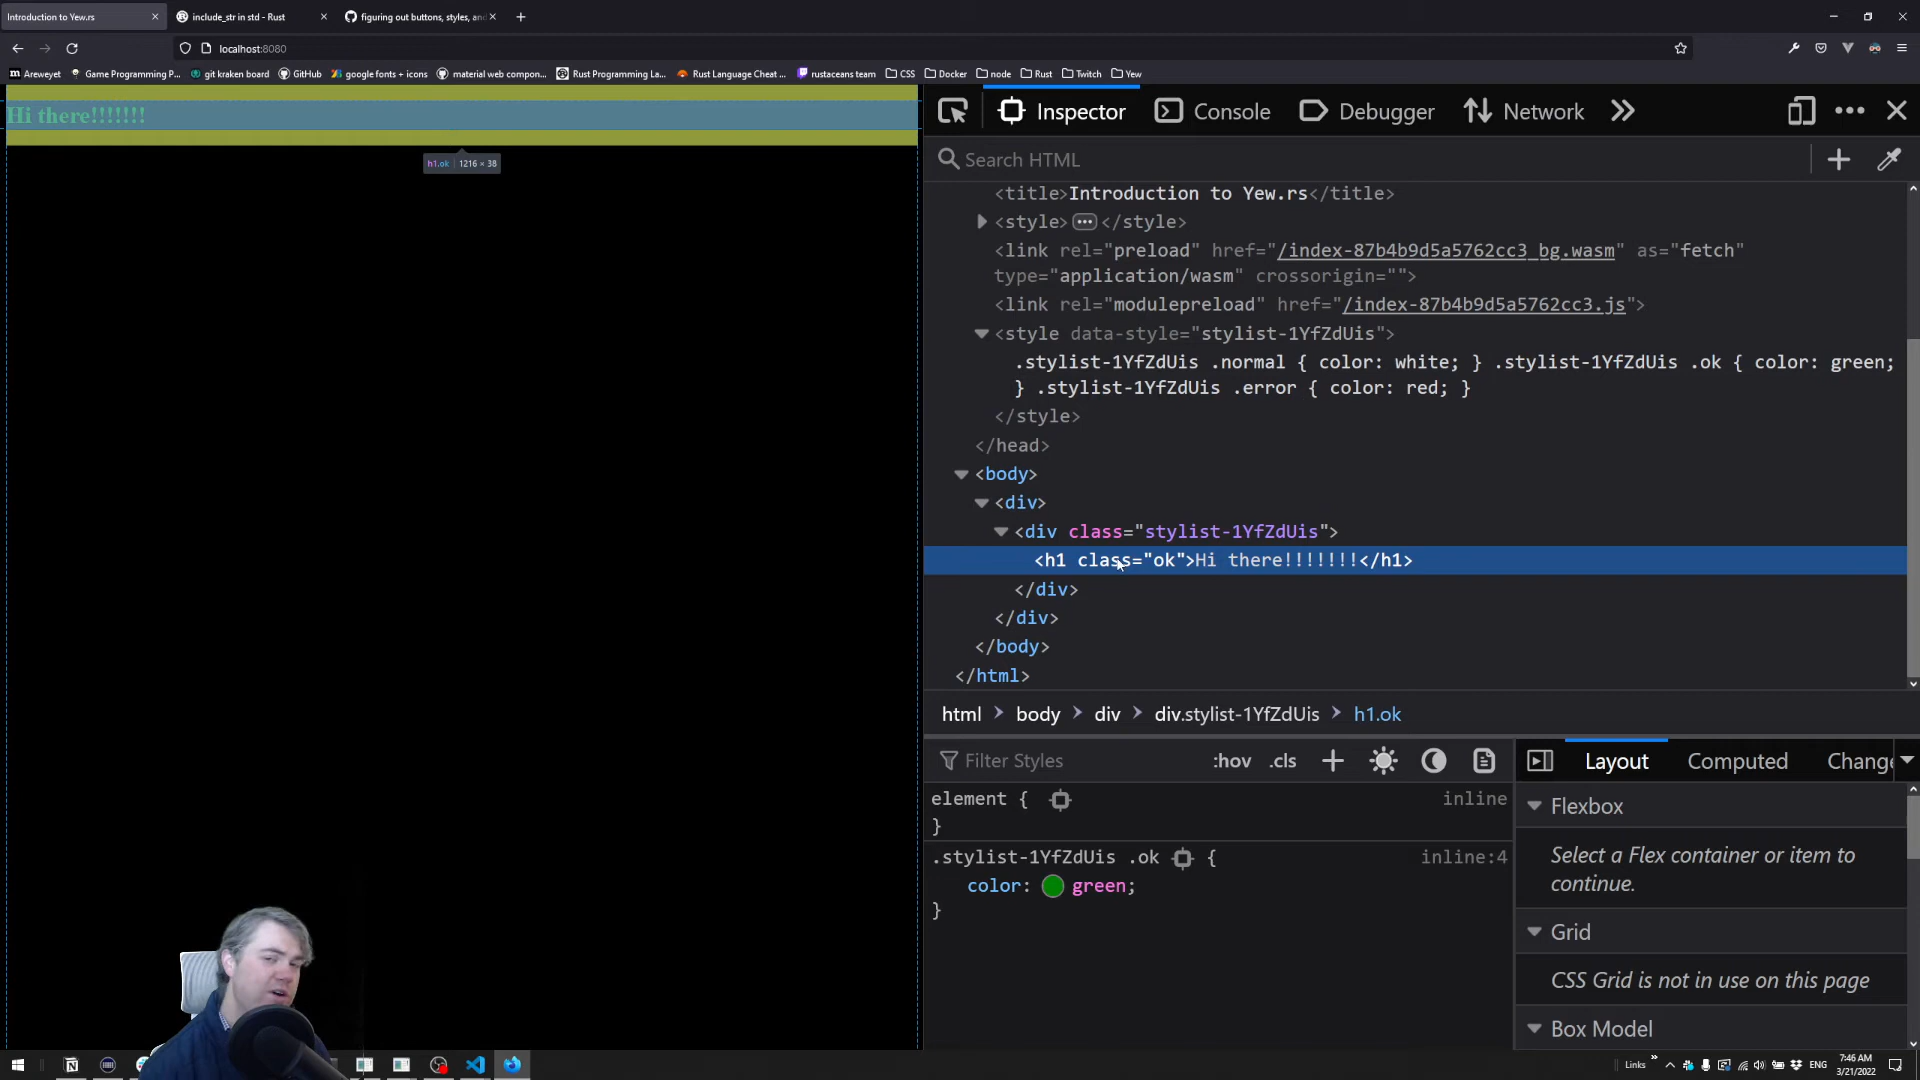 Introduction to Yew.rs
include_str in std - Rust
figuring out buttons, styles, and
localhost:8080
Areweyet
Game Programming P...
git kraken board
GitHub
google fonts + icons
material web compon...
Rust Programming La...
Rust Language Cheat ...
rustaceans team
CSS
Docker
node
Rust
Twitch
Yew
Hi there!!!!!!!
h1.ok | 1216 × 38
Inspector
Console
Debugger
Network
Search HTML
<title>Introduction to Yew.rs</title>
<style></style>
<link rel="preload" href="/index-87b4b9d5a5762cc3_bg.wasm" as="fetch"
type="application/wasm" crossorigin="">
<link rel="modulepreload" href="/index-87b4b9d5a5762cc3.js">
<style data-style="stylist-1YfZdUis">
.stylist-1YfZdUis .normal { color: white; } .stylist-1YfZdUis .ok { color: green;
} .stylist-1YfZdUis .error { color: red; }
</style>
</head>
<body>
<div>
<div class="stylist-1YfZdUis">
<h1 class="ok">Hi there!!!!!!!</h1>
</div>
</div>
</body>
</html>
html
body
div
div.stylist-1YfZdUis
h1.ok
Filter Styles
:hov
.cls
Layout
Computed
Change
element {
inline
}
.stylist-1YfZdUis .ok {
inline:4
color: green;
}
Flexbox
Select a Flex container or item to
continue.
Grid
CSS Grid is not in use on this page
Box Model
Links
ENG
7:46 AM
3/21/2022